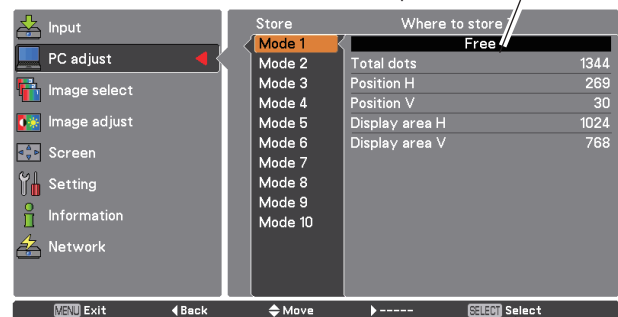 Input
PC adjust
Image select
Image adjust
Screen
Setting
Information
Network
Store
Mode 1
Mode 2
Mode 3
Mode 4
Mode 5
Mode 6
Mode 7
Mode 8
Mode 9
Mode 10
Where to store ?
Free
Total dots 1344
Position H 269
Position V 30
Display area H 1024
Display area V 768
MENU Exit Back Move ----- SELECT Select